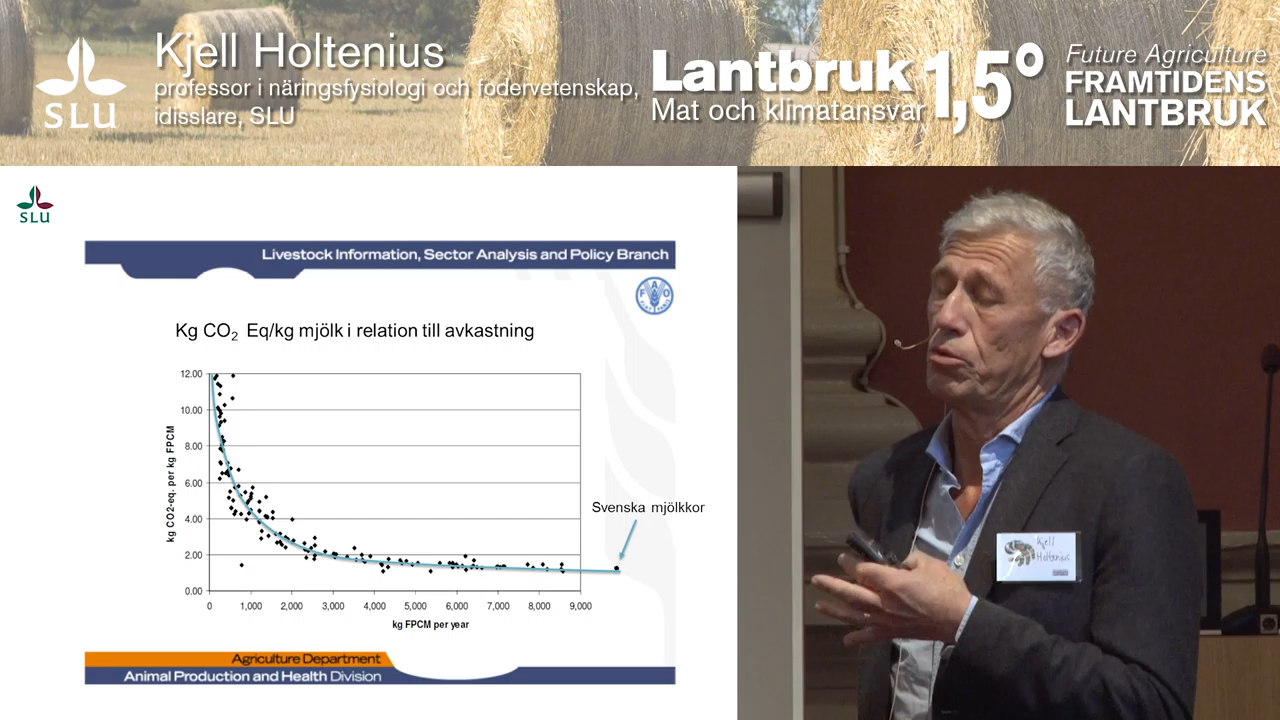 SLU
Kjell Holtenius
professor i näringsfysiologi och fodervetenskap,
idisslare, SLU
Lantbruk 1,5°
Mat och klimatansvar
Future Agriculture
FRAMTIDENS
LANTBRUK
SLU
Livestock Information, Sector Analysis and Policy Branch
FAO
Kg CO₂ Eq/kg mjölk i relation till avkastning
kg CO2-eq. per kg FPCM
12.00
10.00
8.00
6.00
4.00
2.00
0.00
0 1,000 2,000 3,000 4,000 5,000 6,000 7,000 8,000 9,000
kg FPCM per year
Svenska mjölkkor
Agriculture Department
Animal Production and Health Division
Kjell
Holtenius